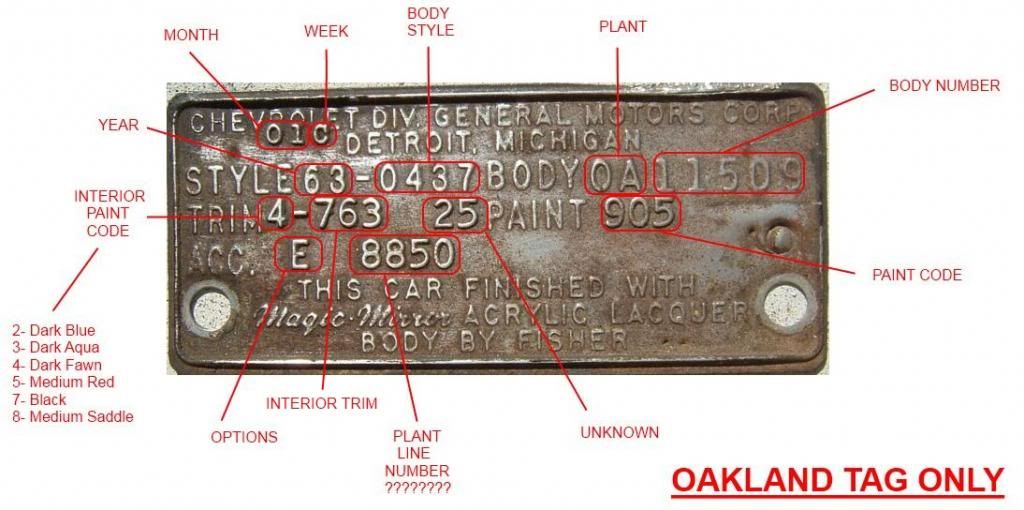 MONTH
WEEK
BODY
STYLE
PLANT
BODY NUMBER
YEAR
INTERIOR
PAINT
CODE
CHEVROLET DIV. GENERAL MOTORS CORP
01C DETROIT, MICHIGAN
STYLE 63-0437 BODY OA 11509
TRIM 4-763 25 PAINT 905
ACC. E 8850
THIS CAR FINISHED WITH
Magic-Mirror ACRYLIC LACQUER
BODY BY FISHER
PAINT CODE
2- Dark Blue
3- Dark Aqua
4- Dark Fawn
5- Medium Red
7- Black
8- Medium Saddle
OPTIONS
INTERIOR TRIM
PLANT
LINE
NUMBER
????????
UNKNOWN
OAKLAND TAG ONLY